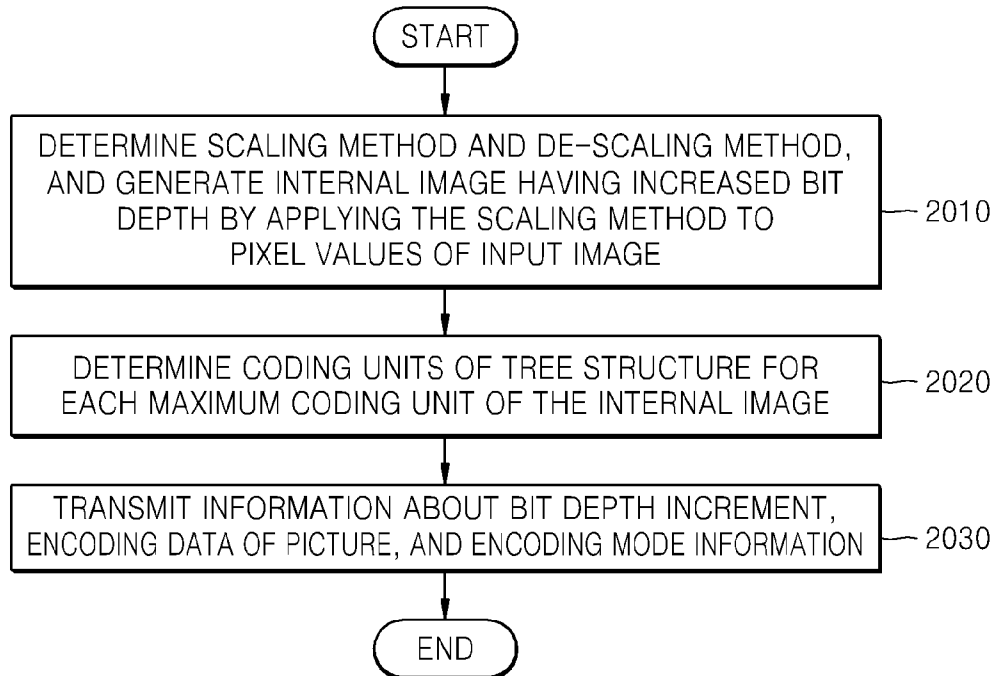 START
DETERMINE SCALING METHOD AND DE-SCALING METHOD,
AND GENERATE INTERNAL IMAGE HAVING INCREASED BIT
DEPTH BY APPLYING THE SCALING METHOD TO
PIXEL VALUES OF INPUT IMAGE
2010
DETERMINE CODING UNITS OF TREE STRUCTURE FOR
EACH MAXIMUM CODING UNIT OF THE INTERNAL IMAGE
2020
TRANSMIT INFORMATION ABOUT BIT DEPTH INCREMENT,
ENCODING DATA OF PICTURE, AND ENCODING MODE INFORMATION
2030
END